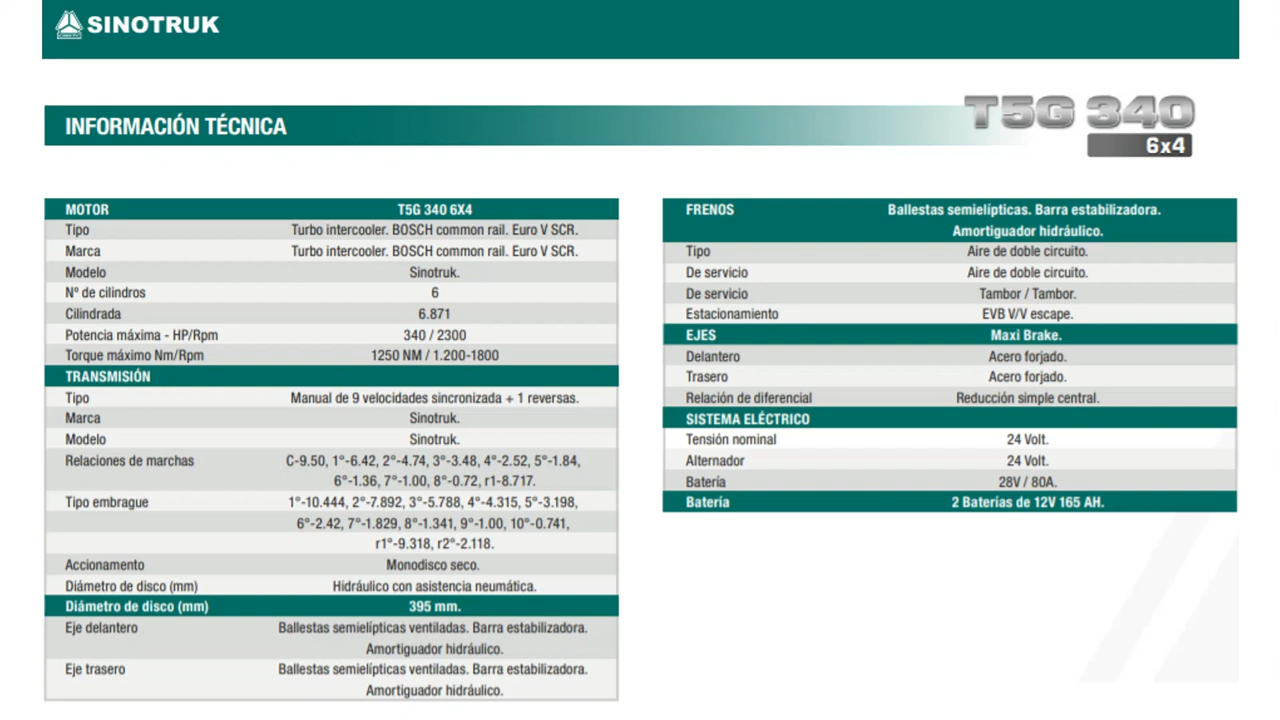 SINOTRUK
INFORMACIÓN TÉCNICA
T5G 340
6x4
MOTOR T5G 340 6X4
Tipo Turbo intercooler. BOSCH common rail. Euro V SCR.
Marca Turbo intercooler. BOSCH common rail. Euro V SCR.
Modelo Sinotruk.
Nº de cilindros 6
Cilindrada 6.871
Potencia máxima - HP/Rpm 340 / 2300
Torque máximo Nm/Rpm 1250 NM / 1.200-1800
TRANSMISIÓN
Tipo Manual de 9 velocidades sincronizada + 1 reversas.
Marca Sinotruk.
Modelo Sinotruk.
Relaciones de marchas C-9.50, 1°-6.42, 2°-4.74, 3°-3.48, 4°-2.52, 5°-1.84,
6°-1.36, 7°-1.00, 8°-0.72, r1-8.717.
Tipo embrague 1°-10.444, 2°-7.892, 3°-5.788, 4°-4.315, 5°-3.198,
6°-2.42, 7°-1.829, 8°-1.341, 9°-1.00, 10°-0.741,
r1°-9.318, r2°-2.118.
Accionamento Monodisco seco.
Diámetro de disco (mm) Hidráulico con asistencia neumática.
Diámetro de disco (mm) 395 mm.
Eje delantero Ballestas semielípticas ventiladas. Barra estabilizadora.
Amortiguador hidráulico.
Eje trasero Ballestas semielípticas ventiladas. Barra estabilizadora.
Amortiguador hidráulico.
FRENOS Ballestas semielípticas. Barra estabilizadora.
Amortiguador hidráulico.
Tipo Aire de doble circuito.
De servicio Aire de doble circuito.
De servicio Tambor / Tambor.
Estacionamiento EVB V/V escape.
EJES Maxi Brake.
Delantero Acero forjado.
Trasero Acero forjado.
Relación de diferencial Reducción simple central.
SISTEMA ELÉCTRICO
Tensión nominal 24 Volt.
Alternador 24 Volt.
Batería 28V / 80A.
Batería 2 Baterías de 12V 165 AH.